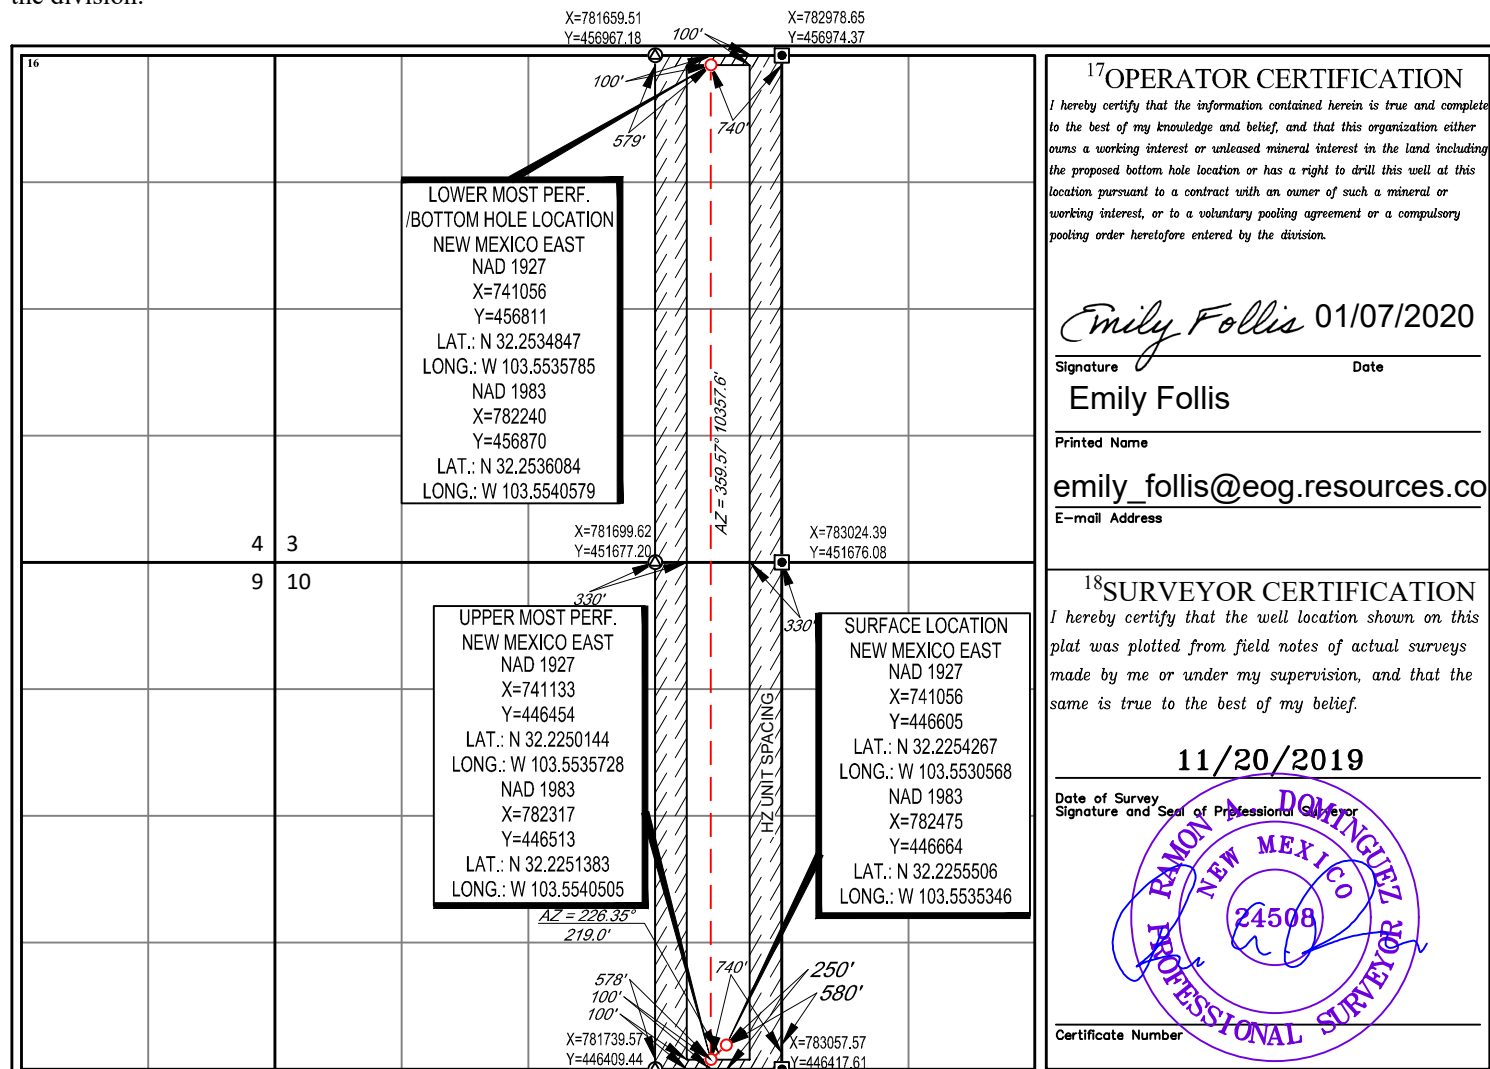 the division.
X=781659.51
Y=456967.18
X=782978.65
Y=456974.37
100'
16
100'
579'
740'
LOWER MOST PERF.
/BOTTOM HOLE LOCATION
NEW MEXICO EAST
NAD 1927
X=741056
Y=456811
LAT.: N 32.2534847
LONG.: W 103.5535785
NAD 1983
X=782240
Y=456870
LAT.: N 32.2536084
LONG.: W 103.5540579
AZ = 359.57° 10357.6'
X=781699.62
Y=451677.20
X=783024.39
Y=451676.08
4 3
9 10
330'
330'
UPPER MOST PERF.
NEW MEXICO EAST
NAD 1927
X=741133
Y=446454
LAT.: N 32.2250144
LONG.: W 103.5535728
NAD 1983
X=782317
Y=446513
LAT.: N 32.2251383
LONG.: W 103.5540505
HZ UNIT SPACING
SURFACE LOCATION
NEW MEXICO EAST
NAD 1927
X=741056
Y=446605
LAT.: N 32.2254267
LONG.: W 103.5530568
NAD 1983
X=782475
Y=446664
LAT.: N 32.2255506
LONG.: W 103.5535346
AZ = 226.35°
219.0'
578'
100'
100'
740'
250'
580'
X=781739.57
Y=446409.44
X=783057.57
Y=446417.61
17 OPERATOR CERTIFICATION
I hereby certify that the information contained herein is true and complete
to the best of my knowledge and belief, and that this organization either
owns a working interest or unleased mineral interest in the land including
the proposed bottom hole location or has a right to drill this well at this
location pursuant to a contract with an owner of such a mineral or
working interest, or to a voluntary pooling agreement or a compulsory
pooling order heretofore entered by the division.
Emily Follis 01/07/2020
Signature Date
Emily Follis
Printed Name
emily_follis@eog.resources.co
E-mail Address
18 SURVEYOR CERTIFICATION
I hereby certify that the well location shown on this
plat was plotted from field notes of actual surveys
made by me or under my supervision, and that the
same is true to the best of my belief.
11/20/2019
Date of Survey
Signature and Seal of Professional Surveyor
RAMON A. DOMINGUEZ
NEW MEXICO
24508
PROFESSIONAL SURVEYOR
Certificate Number